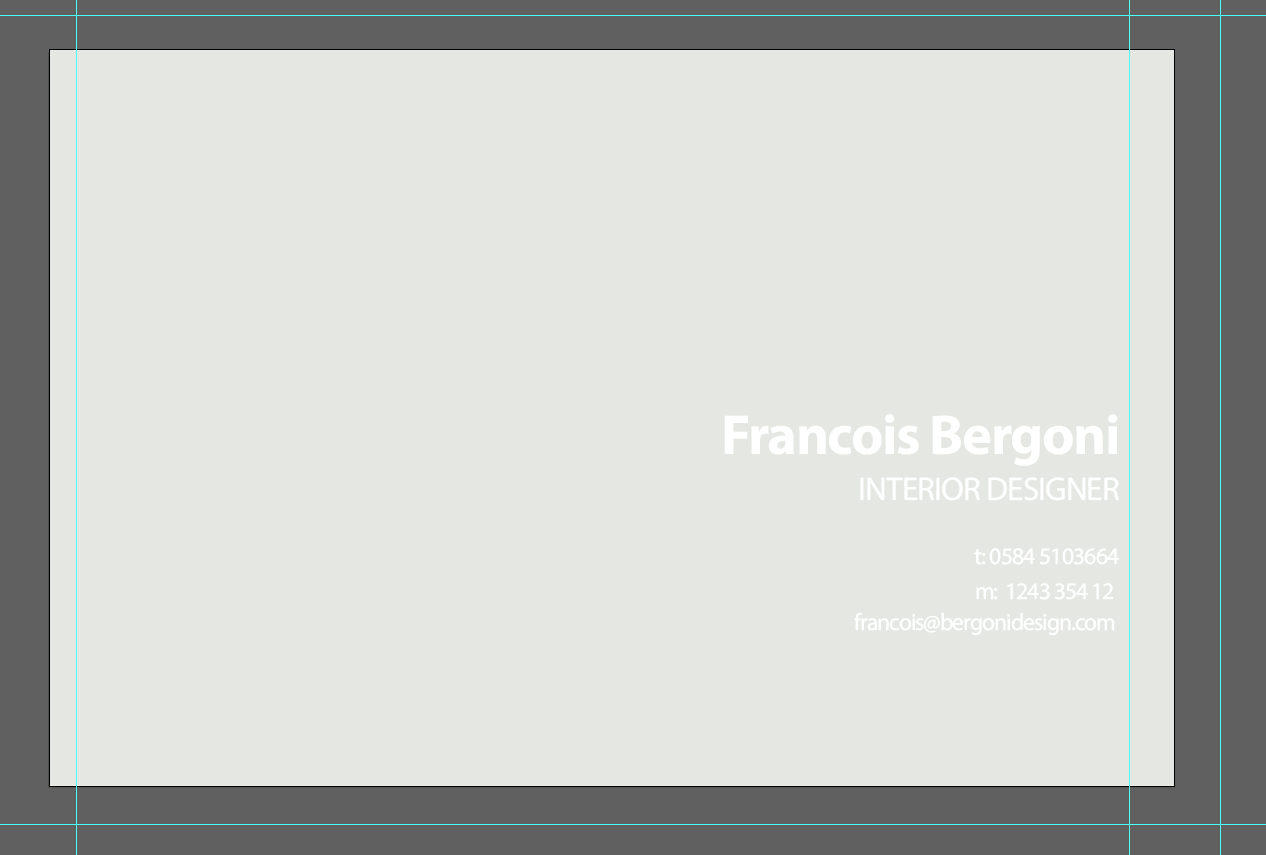 Francois Bergoni
INTERIOR DESIGNER
t: 0584 5103664
m:  1243 354 12
francois@bergonidesign.com